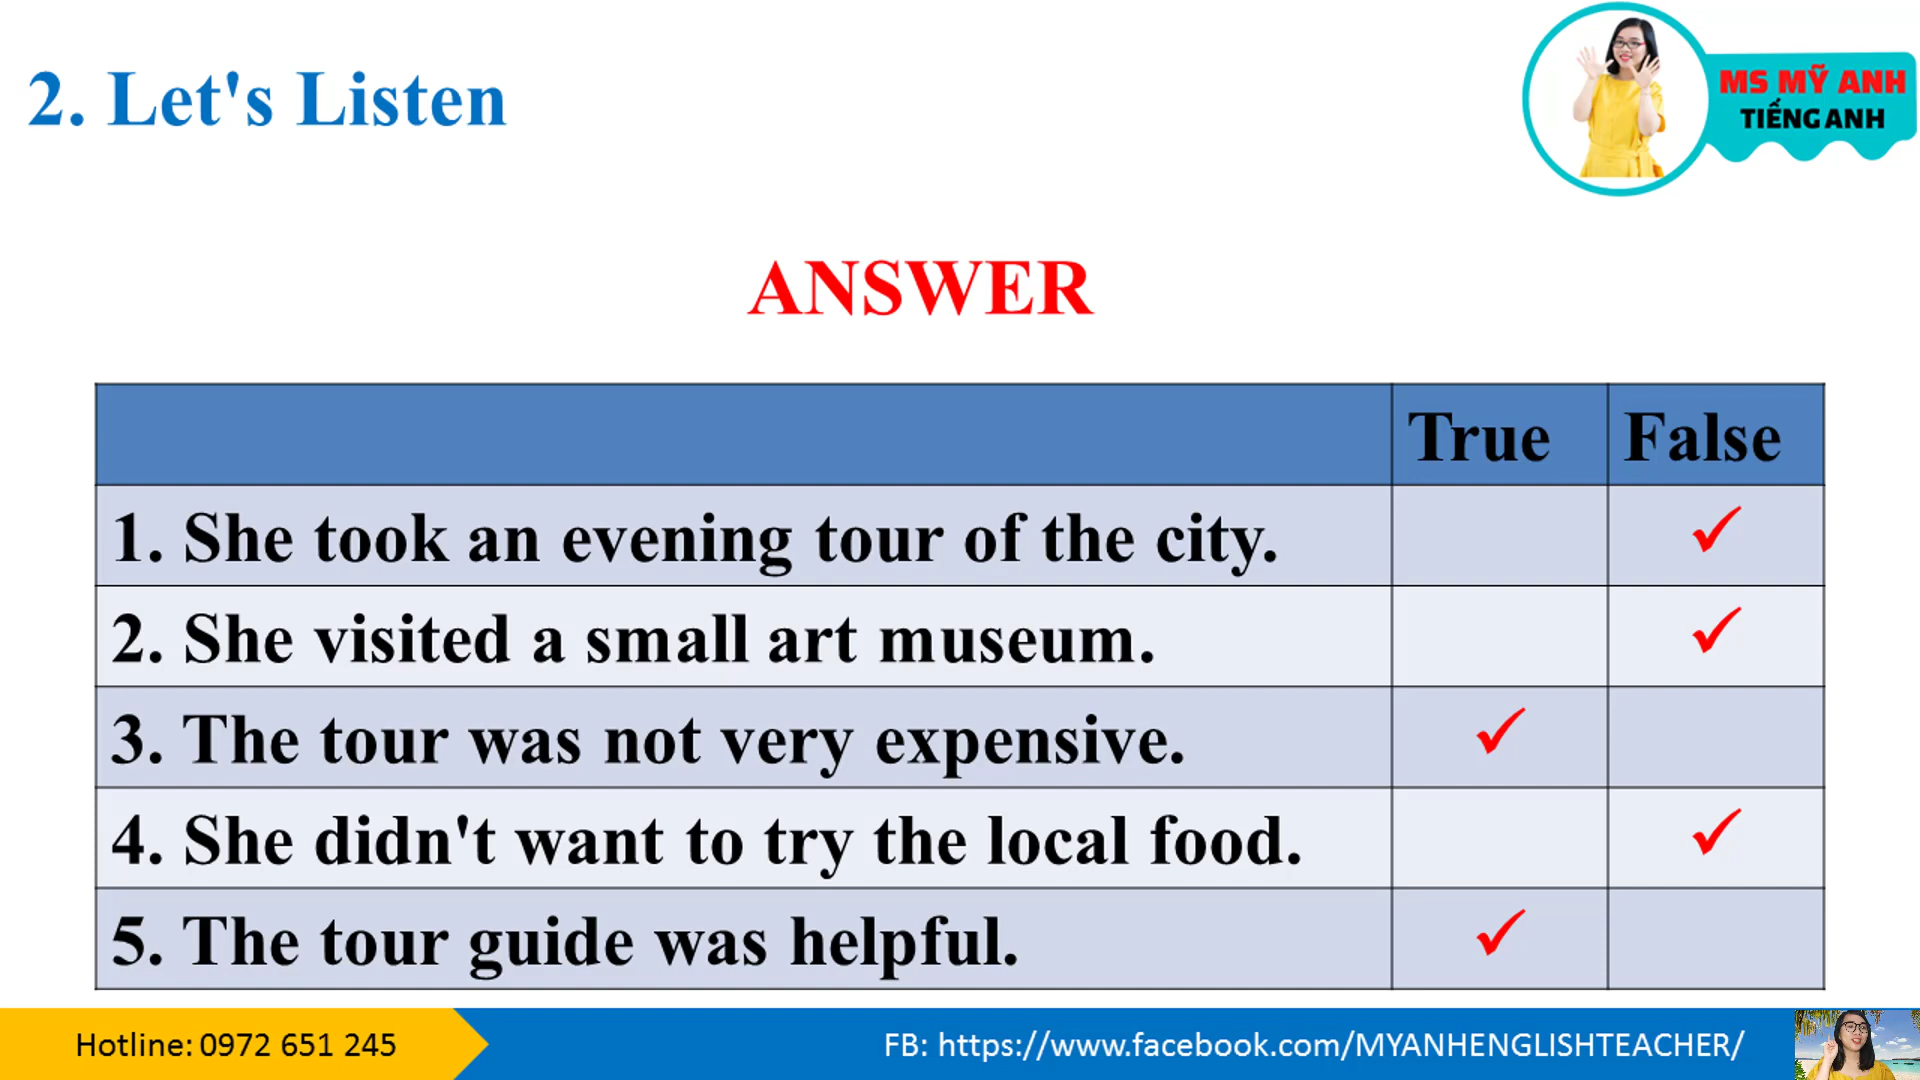 2. Let's Listen
MS MỸ ANH
TIẾNG ANH
ANSWER
True False
1. She took an evening tour of the city. ✓
2. She visited a small art museum. ✓
3. The tour was not very expensive. ✓
4. She didn't want to try the local food. ✓
5. The tour guide was helpful. ✓
Hotline: 0972 651 245
FB: https://www.facebook.com/MYANHENGLISHTEACHER/